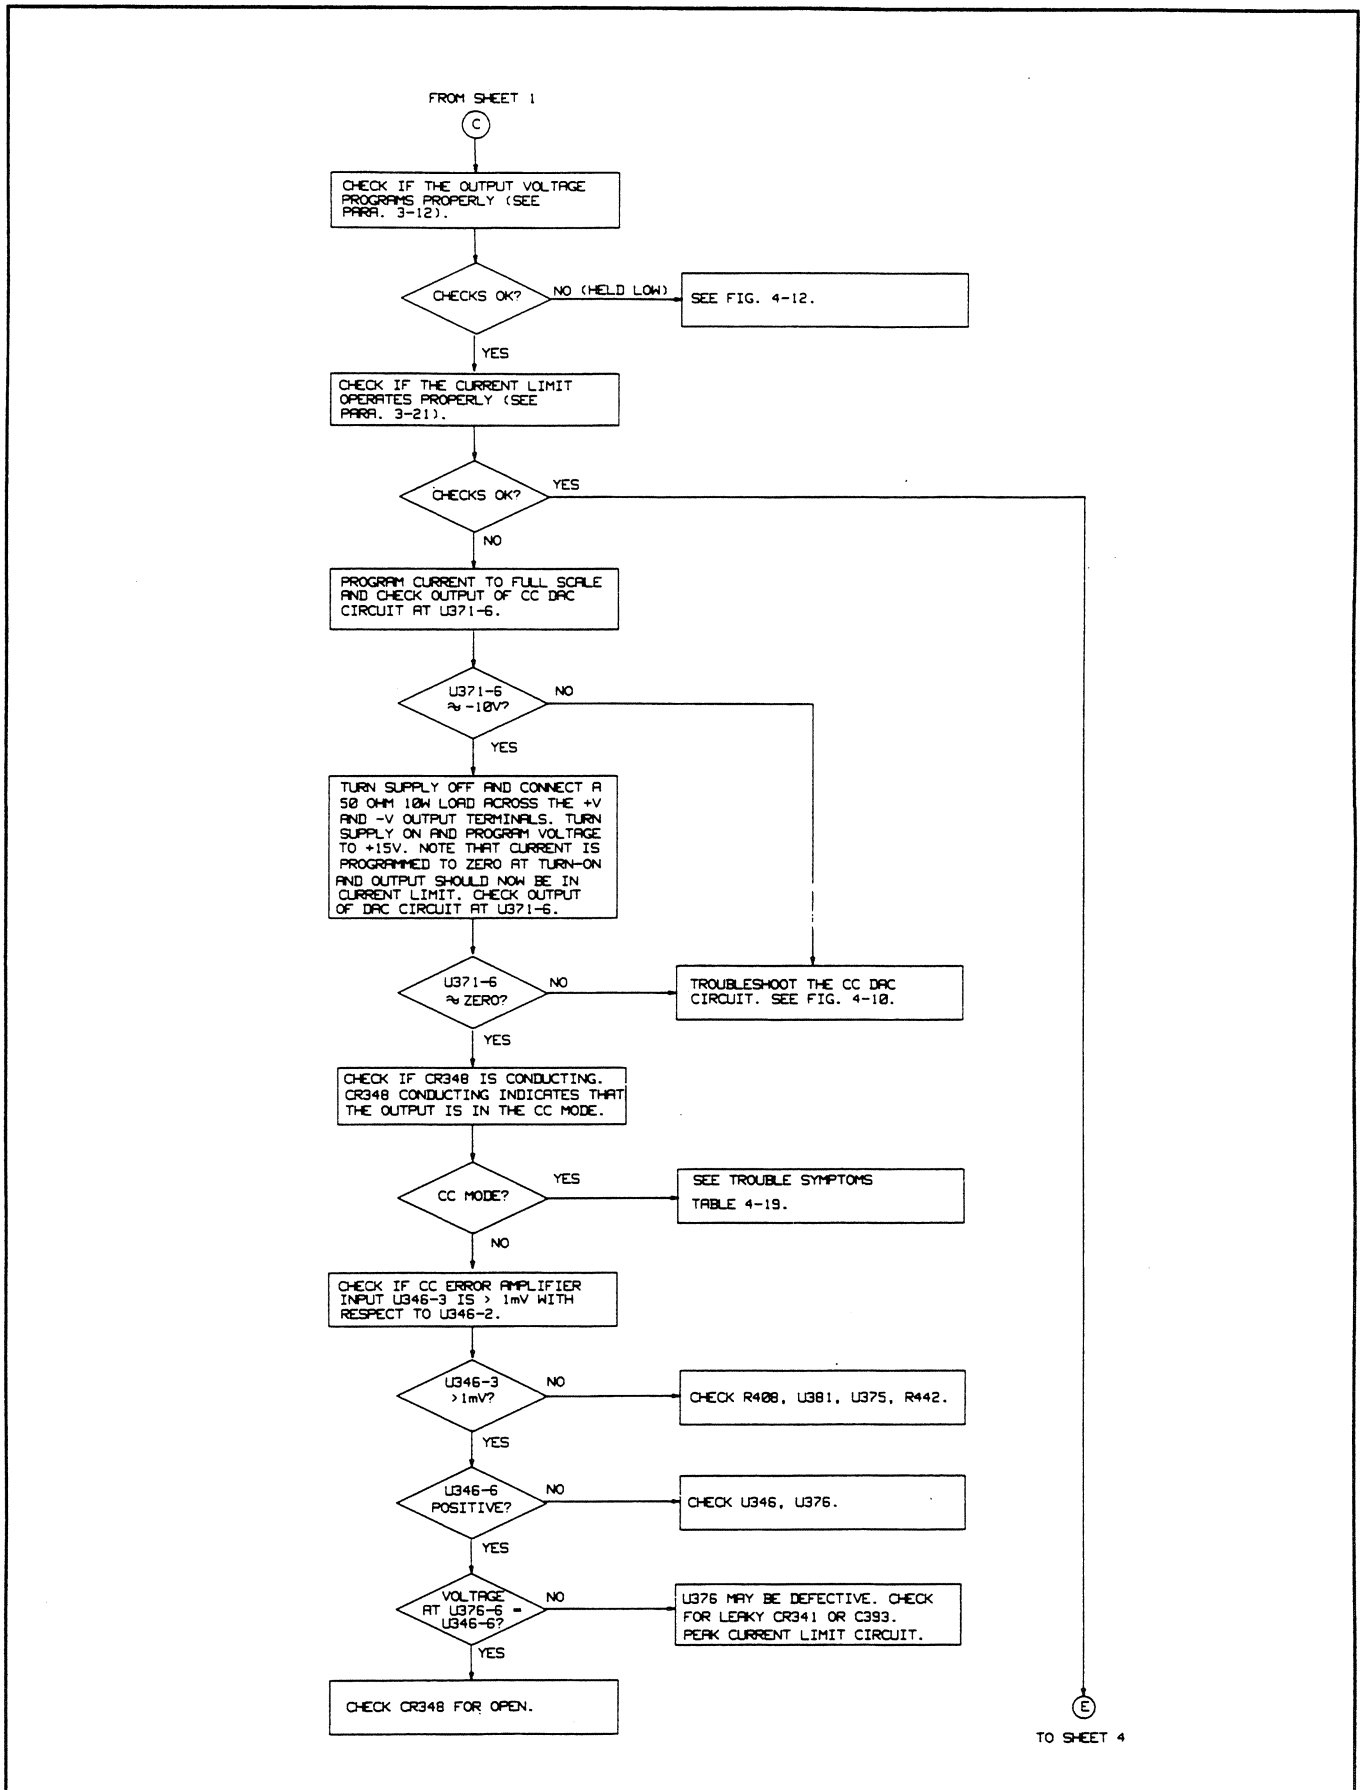 FROM SHEET 1
C
CHECK IF THE OUTPUT VOLTAGE
PROGRAMS PROPERLY (SEE
PARA. 3-12).
CHECKS OK?
NO (HELD LOW)
SEE FIG. 4-12.
YES
CHECK IF THE CURRENT LIMIT
OPERATES PROPERLY (SEE
PARA. 3-21).
CHECKS OK?
YES
NO
PROGRAM CURRENT TO FULL SCALE
AND CHECK OUTPUT OF CC DAC
CIRCUIT AT U371-6.
U371-6
≈ -10V?
NO
YES
TURN SUPPLY OFF AND CONNECT A
50 OHM 10W LOAD ACROSS THE +V
AND -V OUTPUT TERMINALS. TURN
SUPPLY ON AND PROGRAM VOLTAGE
TO +15V. NOTE THAT CURRENT IS
PROGRAMMED TO ZERO AT TURN-ON
AND OUTPUT SHOULD NOW BE IN
CURRENT LIMIT. CHECK OUTPUT
OF DAC CIRCUIT AT U371-6.
U371-6
≈ ZERO?
NO
TROUBLESHOOT THE CC DAC
CIRCUIT. SEE FIG. 4-10.
YES
CHECK IF CR348 IS CONDUCTING.
CR348 CONDUCTING INDICATES THAT
THE OUTPUT IS IN THE CC MODE.
CC MODE?
YES
SEE TROUBLE SYMPTOMS
TABLE 4-19.
NO
CHECK IF CC ERROR AMPLIFIER
INPUT U346-3 IS > 1mV WITH
RESPECT TO U346-2.
U346-3
>1mV?
NO
CHECK R408, U381, U375, R442.
YES
U346-6
POSITIVE?
NO
CHECK U346, U376.
YES
VOLTAGE
AT U376-6 =
U346-6?
NO
U376 MAY BE DEFECTIVE. CHECK
FOR LEAKY CR341 OR C393.
PEAK CURRENT LIMIT CIRCUIT.
YES
CHECK CR348 FOR OPEN.
E
TO SHEET 4